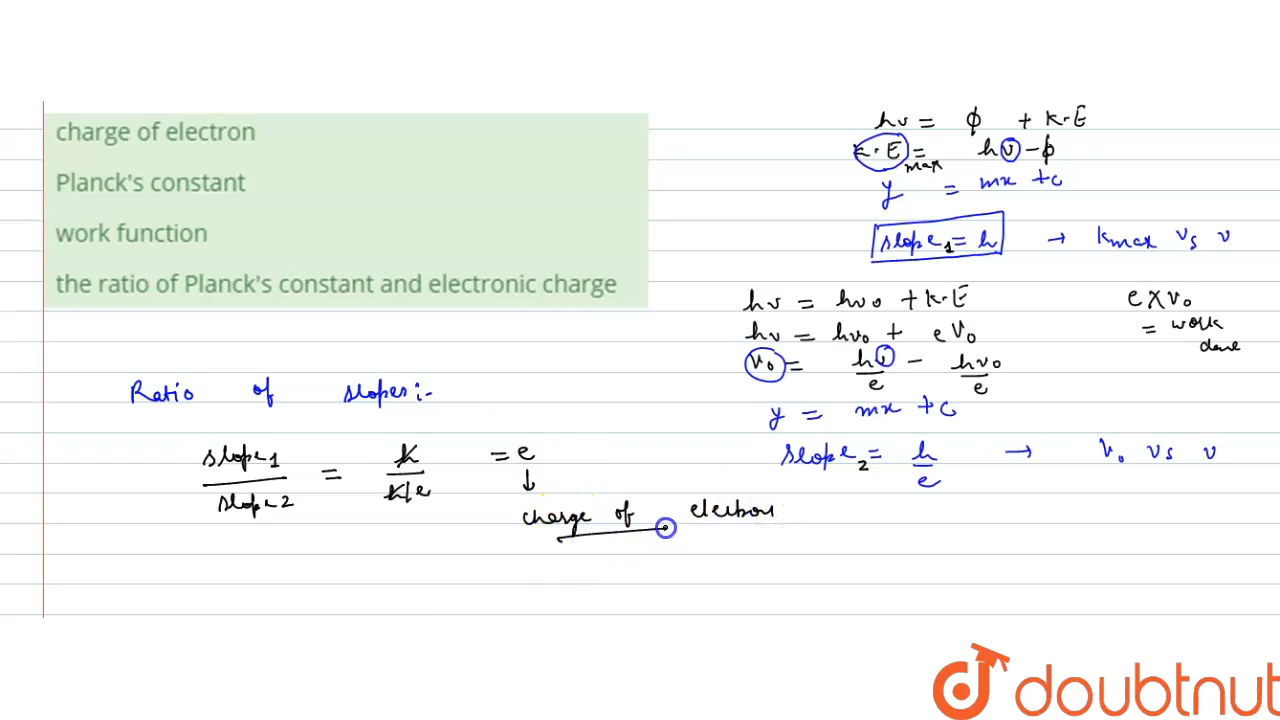 charge of electron
Planck's constant
work function
the ratio of Planck's constant and electronic charge
hν = ϕ + K·E
K·E max = hν - ϕ
y = mx + c
slope1 = h → Kmax vs ν
hν = hν0 + K·E
e × V0
hν = hν0 + eV0
= work done
V0 = hν/e - hν0/e
y = mx + c
slope2 = h/e → V0 vs ν
Ratio of slopes:-
slope1/slope2 = h/h/e = e
↓
charge of electron
doubtnut